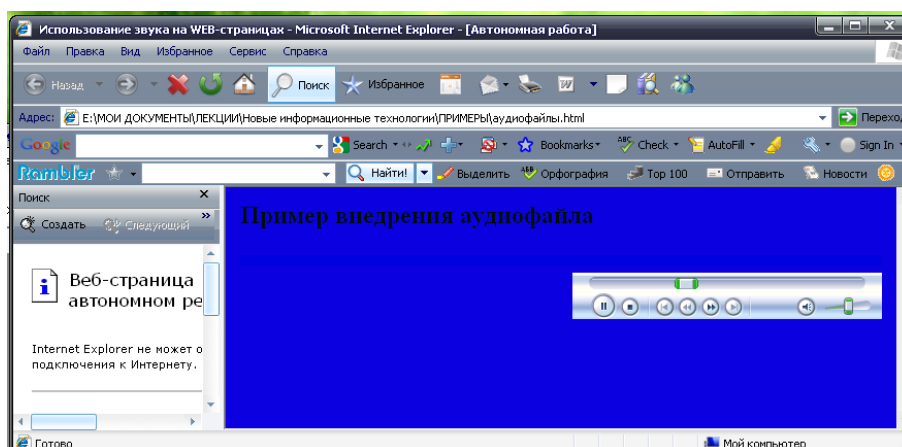 Использование звука на WEB-страницах - Microsoft Internet Explorer - [Автономная работа]
Файл Правка Вид Избранное Сервис Справка
Назад Поиск Избранное
Адрес: E:\МОИ ДОКУМЕНТЫ\ЛЕКЦИИ\Новые информационные технологии\ПРИМЕРЫ\аудиофайлы.html Перехо
Google Search Bookmarks ABC Check AutoFill Sign In
Rambler Найти! Выделить Орфография Top 100 Отправить Новости
Поиск
Создать Следующий
Пример внедрения аудиофайла
Веб-страница
автономном ре
Internet Explorer не может о
подключения к Интернету.
Готово Мой компьютер